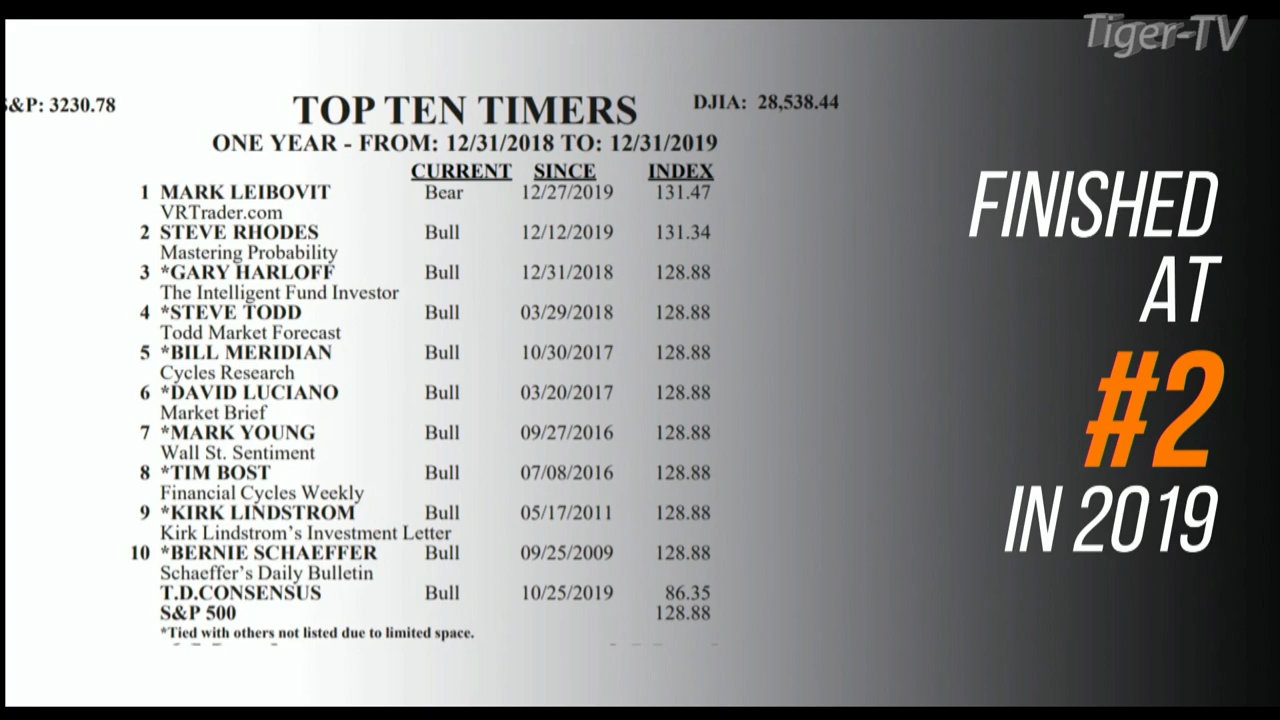 Tiger-TV
S&P: 3230.78 TOP TEN TIMERS DJIA: 28,538.44
ONE YEAR - FROM: 12/31/2018 TO: 12/31/2019
CURRENT SINCE INDEX
1 MARK LEIBOVIT Bear 12/27/2019 131.47
VRTrader.com
2 STEVE RHODES Bull 12/12/2019 131.34
Mastering Probability
3 *GARY HARLOFF Bull 12/31/2018 128.88
The Intelligent Fund Investor
4 *STEVE TODD Bull 03/29/2018 128.88
Todd Market Forecast
5 *BILL MERIDIAN Bull 10/30/2017 128.88
Cycles Research
6 *DAVID LUCIANO Bull 03/20/2017 128.88
Market Brief
7 *MARK YOUNG Bull 09/27/2016 128.88
Wall St. Sentiment
8 *TIM BOST Bull 07/08/2016 128.88
Financial Cycles Weekly
9 *KIRK LINDSTROM Bull 05/17/2011 128.88
Kirk Lindstrom's Investment Letter
10 *BERNIE SCHAEFFER Bull 09/25/2009 128.88
Schaeffer's Daily Bulletin
T.D.CONSENSUS Bull 10/25/2019 86.35
S&P 500 128.88
*Tied with others not listed due to limited space.
FINISHED
AT
#2
IN 2019